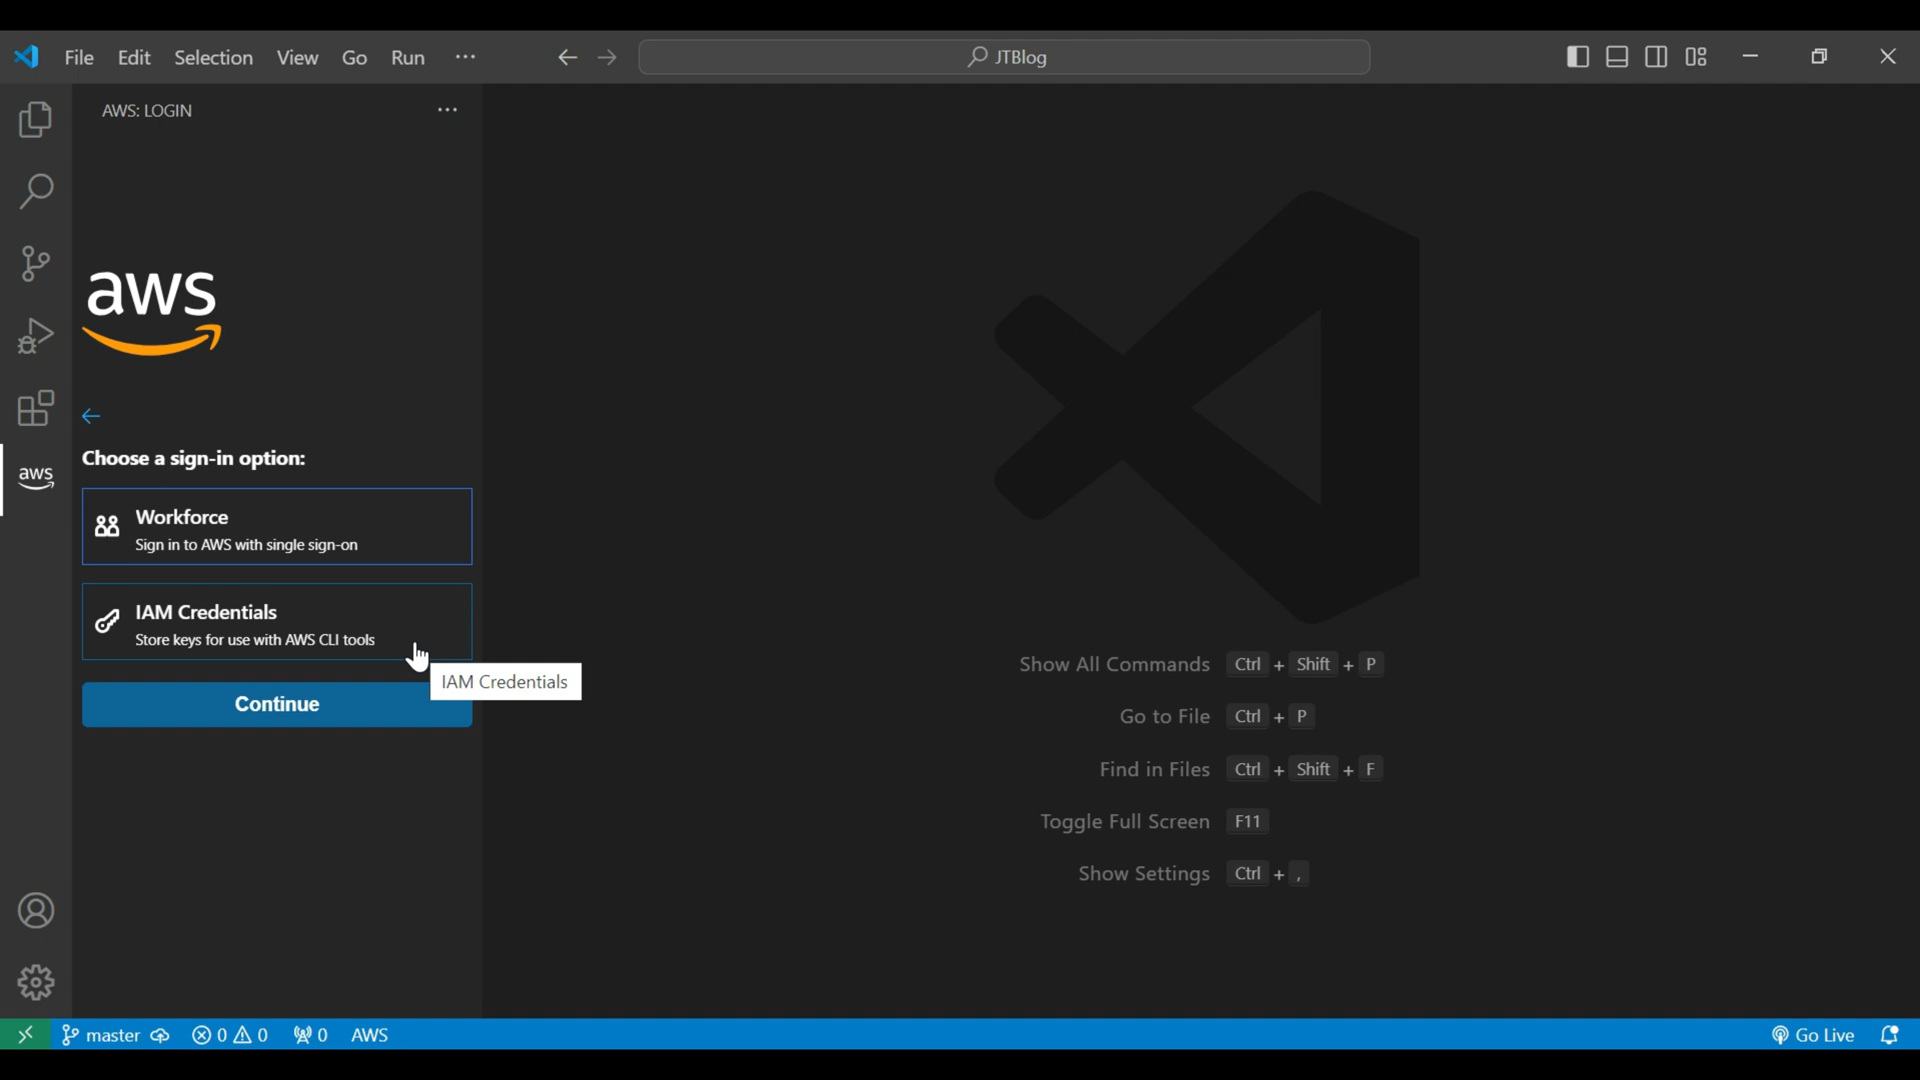 File Edit Selection View Go Run ··· JTBlog
AWS: LOGIN
aws
Choose a sign-in option:
Workforce
Sign in to AWS with single sign-on
aws
IAM Credentials
Store keys for use with AWS CLI tools
IAM Credentials
Continue
Show All Commands Ctrl + Shift + P
Go to File Ctrl + P
Find in Files Ctrl + Shift + F
Toggle Full Screen F11
Show Settings Ctrl + ,
master 0 0 0 AWS Go Live